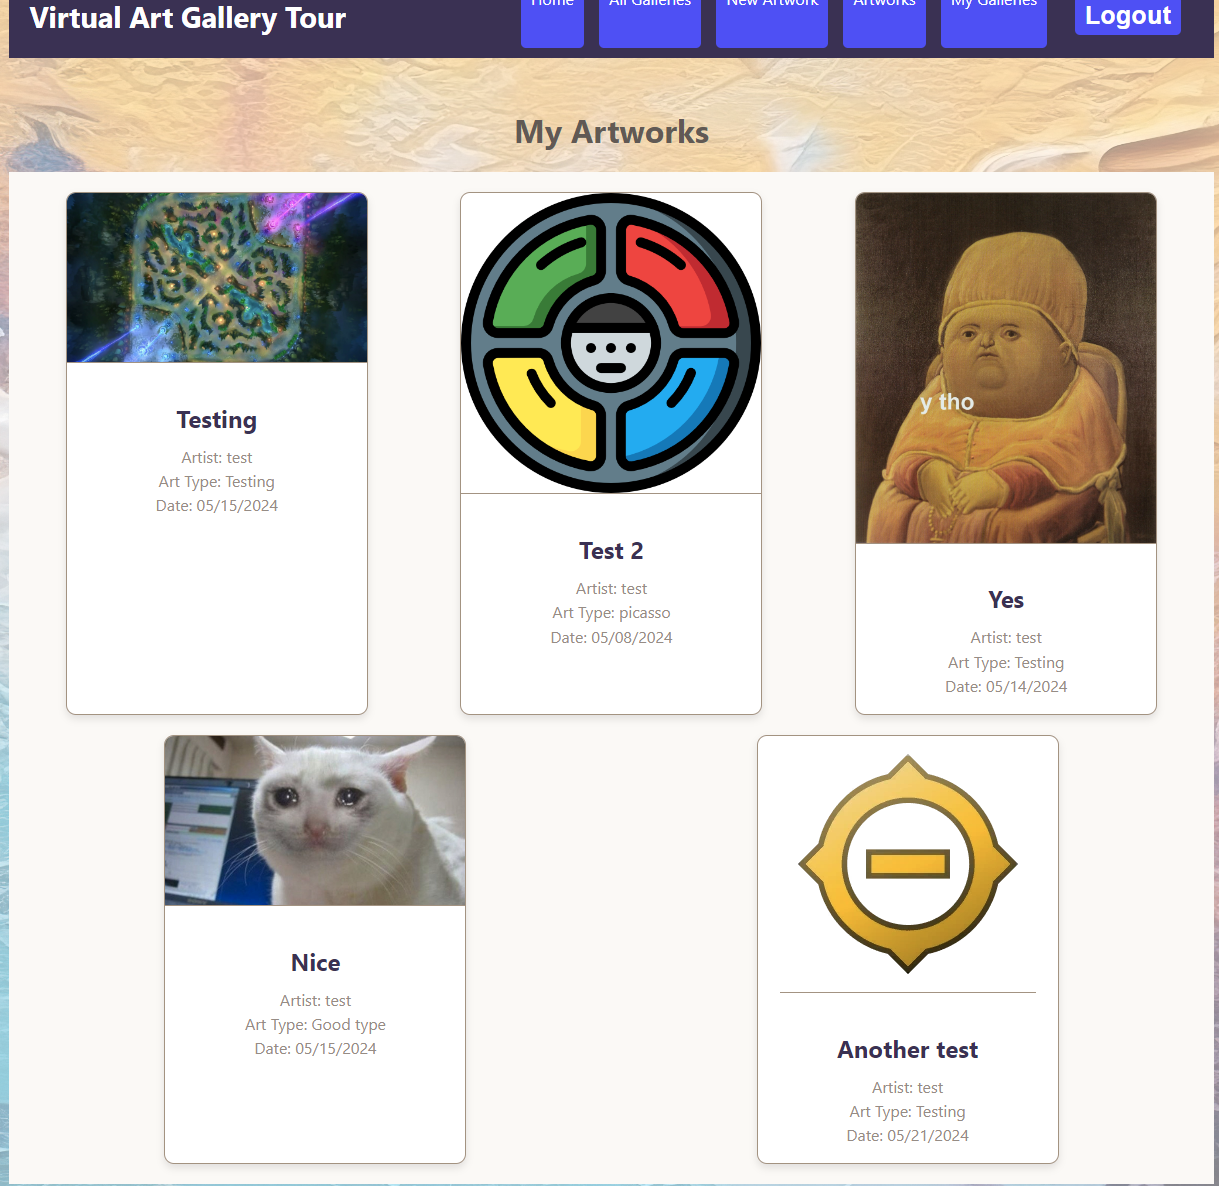 Virtual Art Gallery Tour
Home
All Galleries
New Artwork
Artworks
My Galleries
Logout
My Artworks
Testing
Artist: test
Art Type: Testing
Date: 05/15/2024
Test 2
Artist: test
Art Type: picasso
Date: 05/08/2024
y tho
Yes
Artist: test
Art Type: Testing
Date: 05/14/2024
Nice
Artist: test
Art Type: Good type
Date: 05/15/2024
Another test
Artist: test
Art Type: Testing
Date: 05/21/2024